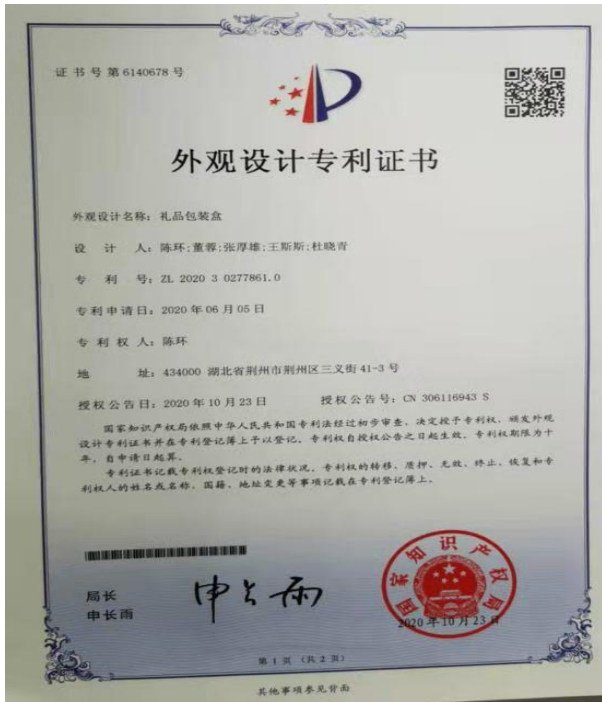 证书号第6140678号
外观设计专利证书
外观设计名称：礼品包装盒
设 计 人：陈环;董蓉;张厚雄;王斯斯;杜晓青
专 利 号：ZL 2020 3 0277861.0
专利申请日：2020年06月05日
专 利 权 人：陈环
地 址：434000 湖北省荆州市荆州区三义街41-3号
授权公告日：2020年10月23日 授权公告号：CN 306116943 S
国家知识产权局依照中华人民共和国专利法经过初步审查，决定授予专利权，颁发外观
设计专利证书并在专利登记簿上予以登记。专利权自授权公告之日起生效。专利权期限为十
年，自申请日起算。
专利证书记载专利权登记时的法律状况。专利权的转移、质押、无效、终止、恢复和专
利权人的姓名或名称、国籍、地址变更等事项记载在专利登记簿上。
局长
申长雨
申长雨
国家知识产权局
2020年10月23日
第 1 页 （共 2 页）
其他事项参见背面